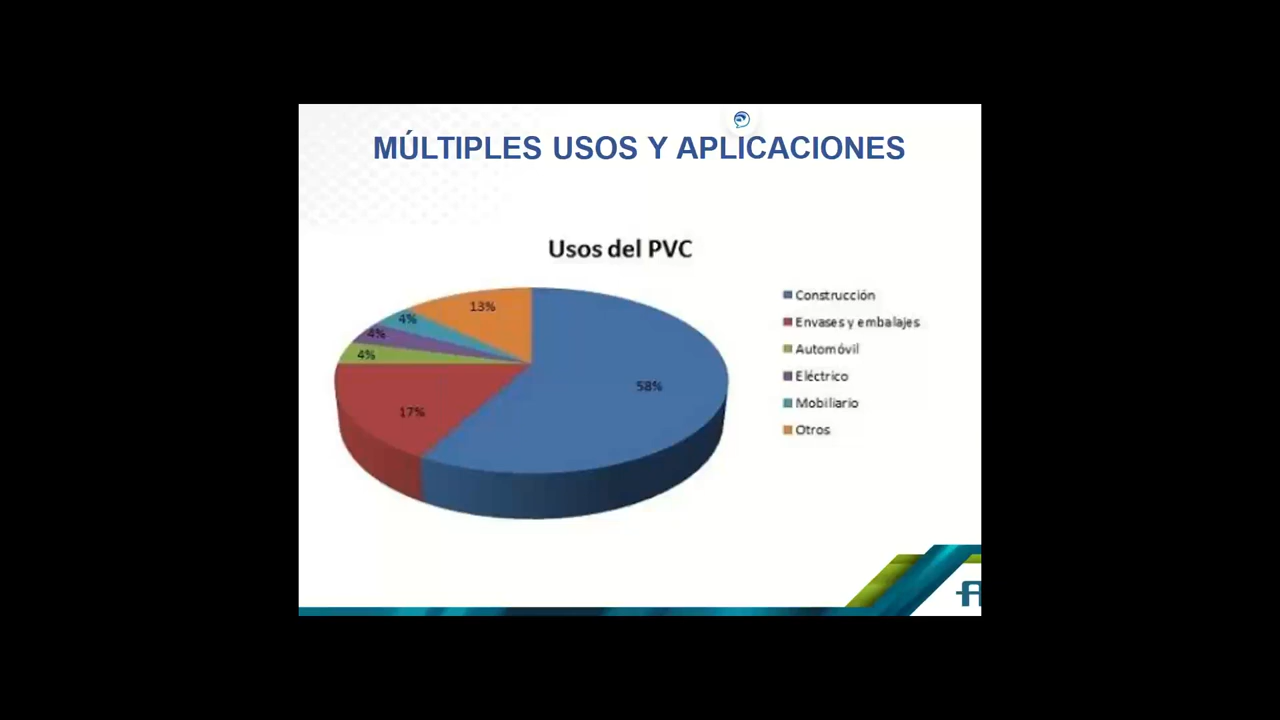 MÚLTIPLES USOS Y APLICACIONES
Usos del PVC
13%
4%
4%
4%
17%
58%
Construcción
Envases y embalajes
Automóvil
Eléctrico
Mobiliario
Otros